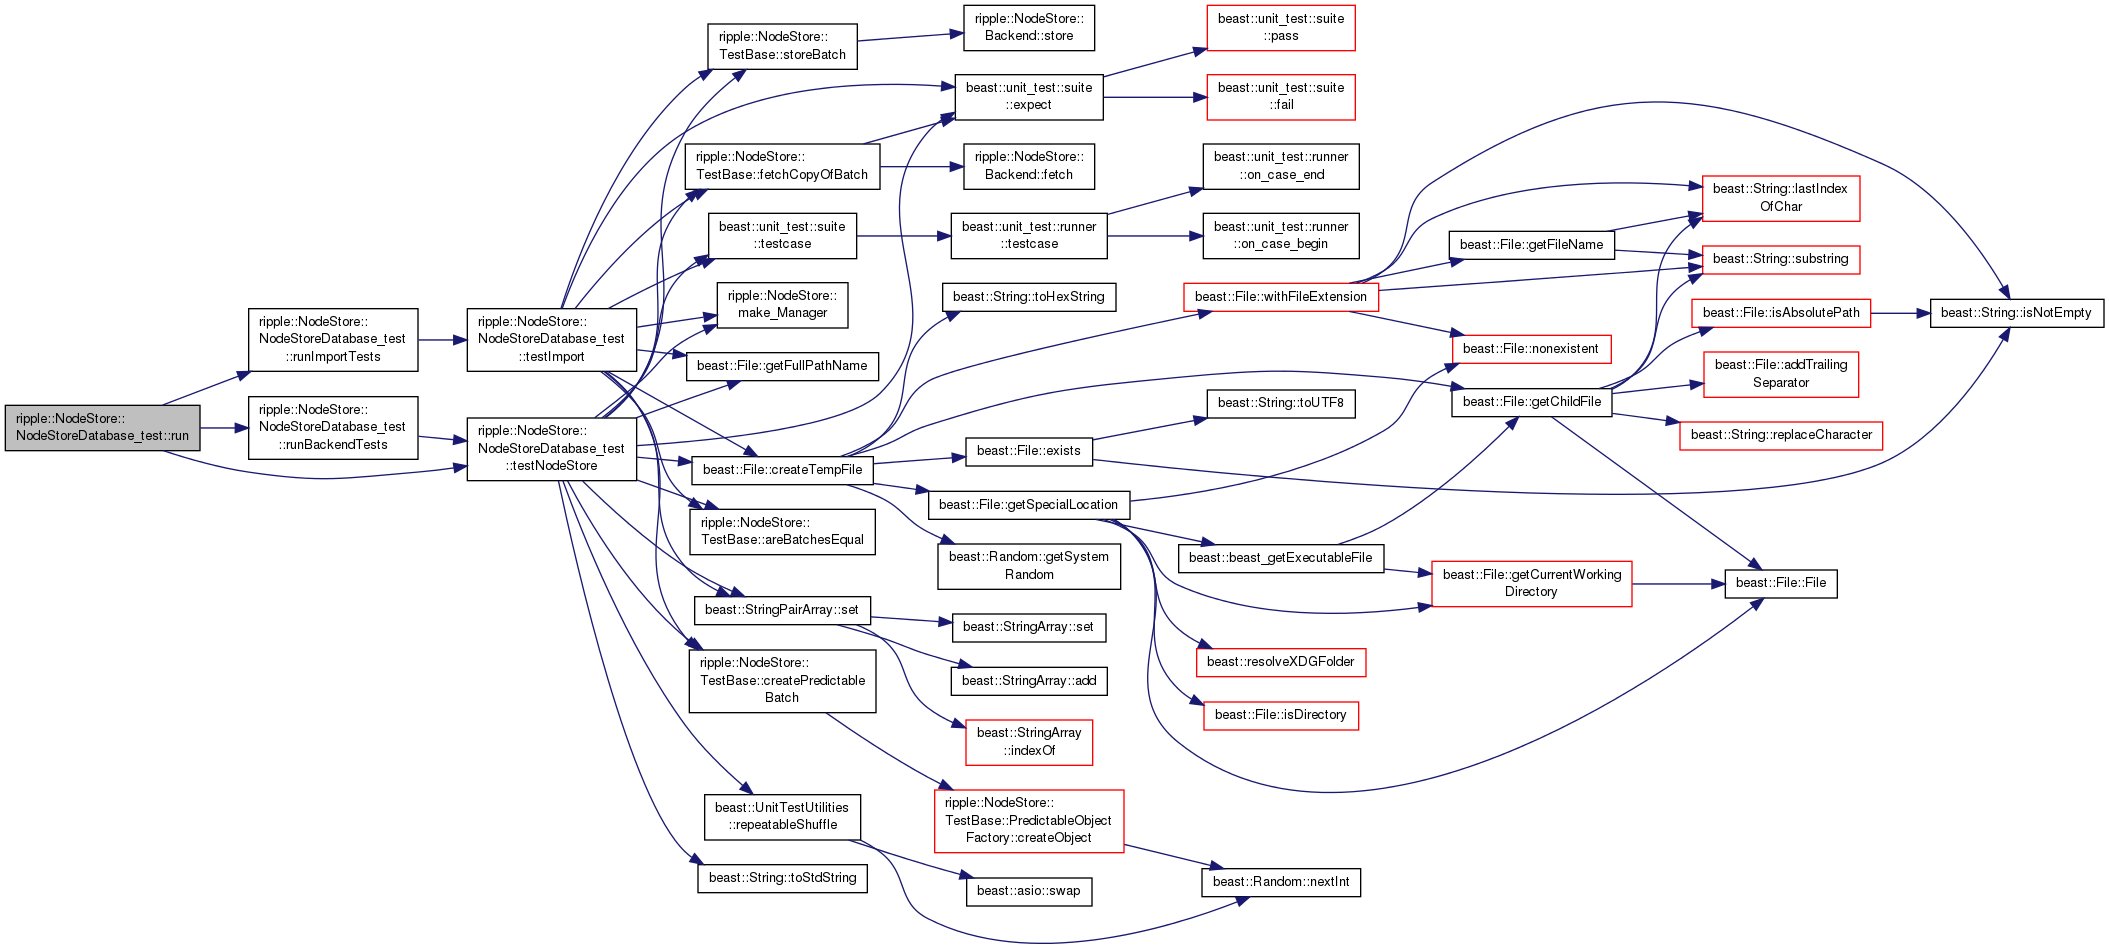 ripple::NodeStore::
NodeStoreDatabase_test::run
ripple::NodeStore::
NodeStoreDatabase_test
::runImportTests
ripple::NodeStore::
NodeStoreDatabase_test
::runBackendTests
ripple::NodeStore::
NodeStoreDatabase_test
::testImport
ripple::NodeStore::
NodeStoreDatabase_test
::testNodeStore
ripple::NodeStore::
TestBase::storeBatch
ripple::NodeStore::
TestBase::fetchCopyOfBatch
beast::unit_test::suite
::testcase
ripple::NodeStore::
make_Manager
beast::File::getFullPathName
beast::File::createTempFile
ripple::NodeStore::
TestBase::areBatchesEqual
beast::StringPairArray::set
ripple::NodeStore::
TestBase::createPredictable
Batch
beast::UnitTestUtilities
::repeatableShuffle
beast::String::toStdString
ripple::NodeStore::
Backend::store
beast::unit_test::suite
::expect
ripple::NodeStore::
Backend::fetch
beast::unit_test::runner
::testcase
beast::String::toHexString
beast::File::exists
beast::File::getSpecialLocation
beast::Random::getSystem
Random
beast::StringArray::set
beast::StringArray::add
beast::StringArray
::indexOf
ripple::NodeStore::
TestBase::PredictableObject
Factory::createObject
beast::asio::swap
beast::unit_test::suite
::pass
beast::unit_test::suite
::fail
beast::unit_test::runner
::on_case_end
beast::unit_test::runner
::on_case_begin
beast::File::withFileExtension
beast::String::toUTF8
beast::beast_getExecutableFile
beast::resolveXDGFolder
beast::File::isDirectory
beast::Random::nextInt
beast::File::getFileName
beast::File::nonexistent
beast::File::getChildFile
beast::File::getCurrentWorking
Directory
beast::String::lastIndex
OfChar
beast::String::substring
beast::File::isAbsolutePath
beast::File::addTrailing
Separator
beast::String::replaceCharacter
beast::File::File
beast::String::isNotEmpty